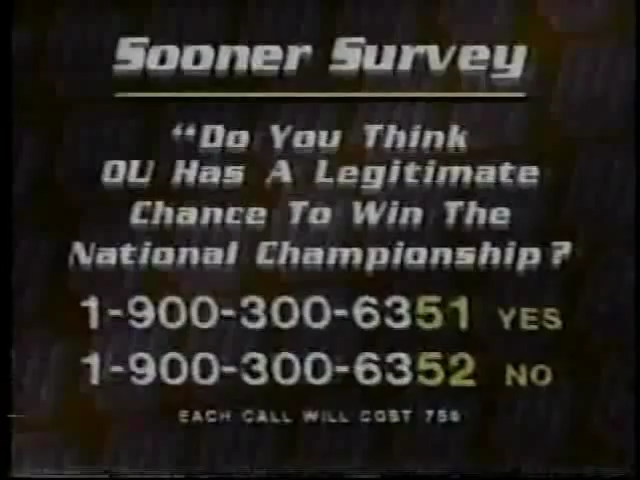 Sooner Survey
"Do You Think
OU Has A Legitimate
Chance To Win The
National Championship?
1-900-300-6351 YES
1-900-300-6352 NO
EACH CALL WILL COST 75¢